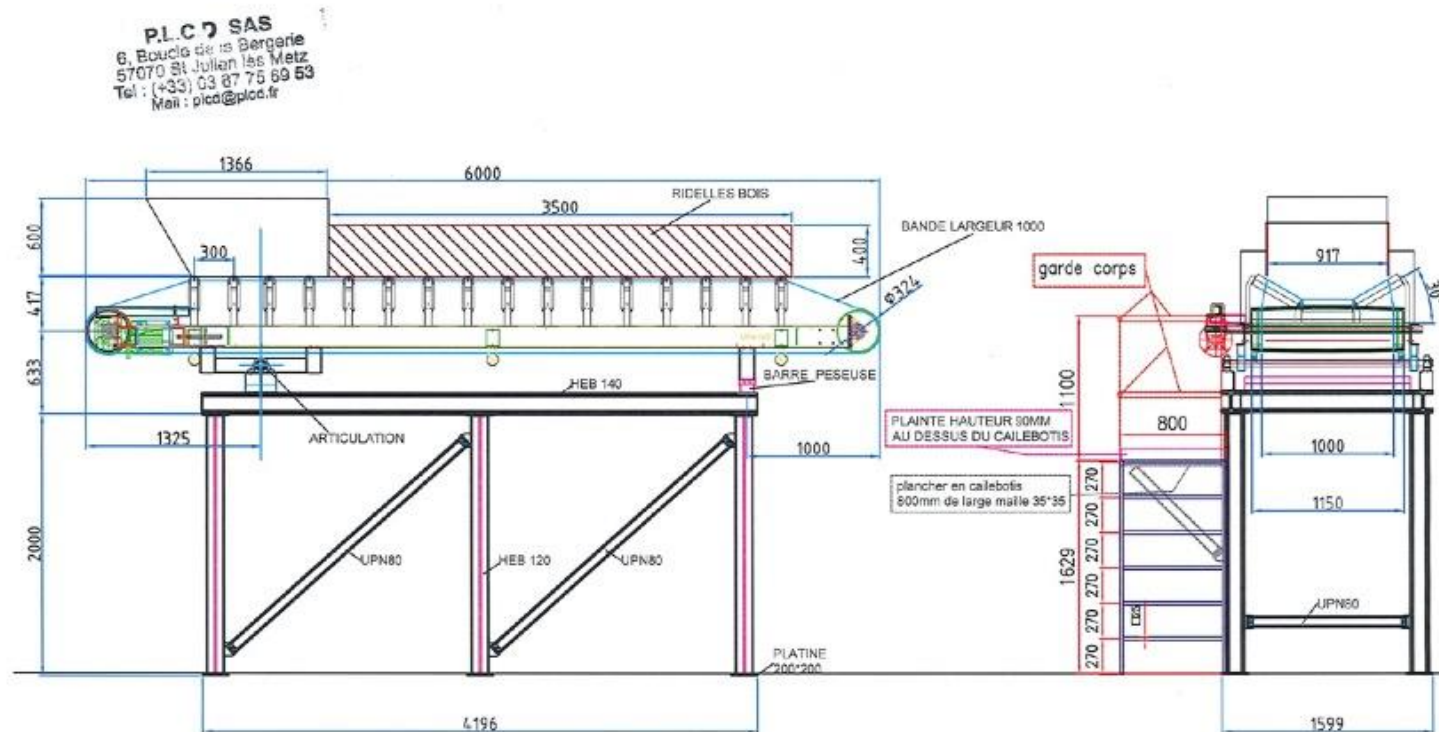 P.L.C.D SAS
6, Boucle de la Bergerie
57070 St Julien lès Metz
Tel : (+33) 03 87 75 69 53
Mail : plcd@plcd.fr
1366
6000
RIDELLES BOIS
3500
BANDE LARGEUR 1000
600
300
400
417
Ø324
633
HEB 140
BARRE PESEUSE
ARTICULATION
1325
1000
2000
UPN80
HEB 120
UPN80
PLATINE
200*200
4196
917
30
garde corps
1100
PLAINTE HAUTEUR 90MM
AU DESSUS DU CAILEBOTIS
800
1000
plancher en cailebotis
800mm de large maille 35*35
1150
270
270
270
270
270
270
1629
UPN80
1599